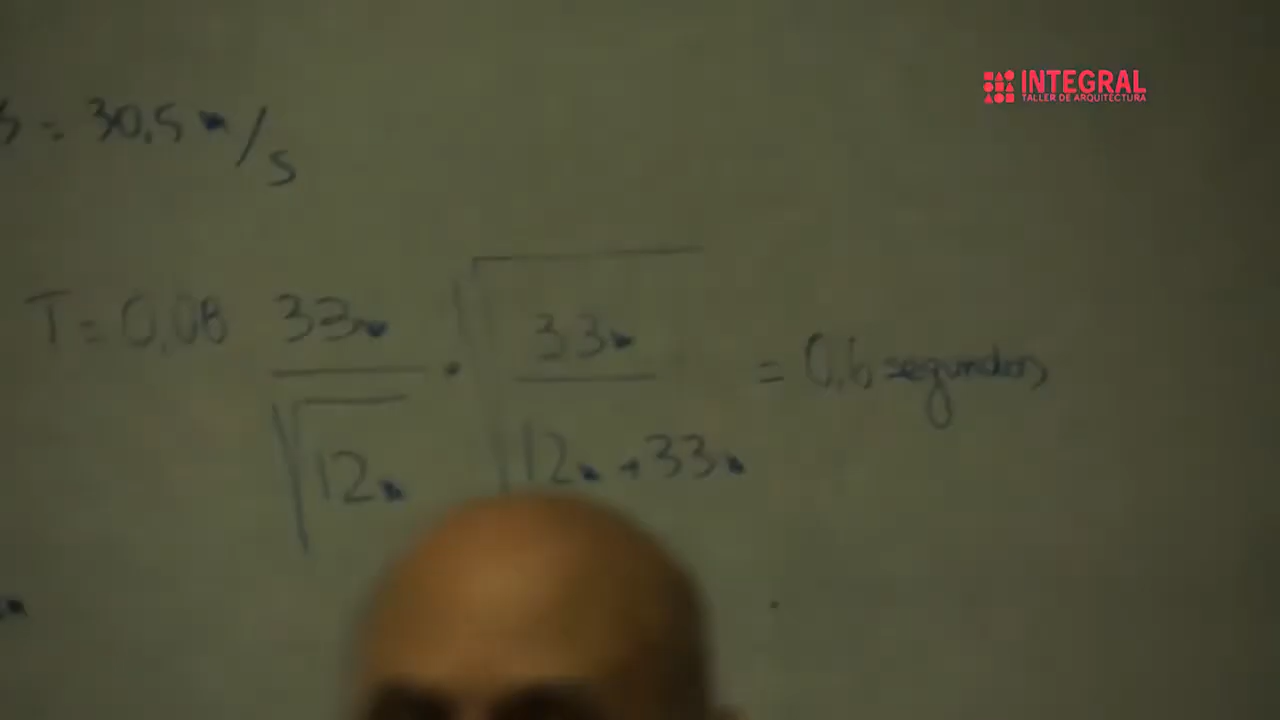 INTEGRAL
TALLER DE ARQUITECTURA
= 30,5 m/s
T = 0,08 33m/√12m · √(33m/(12m + 33m)) = 0,6 segundos